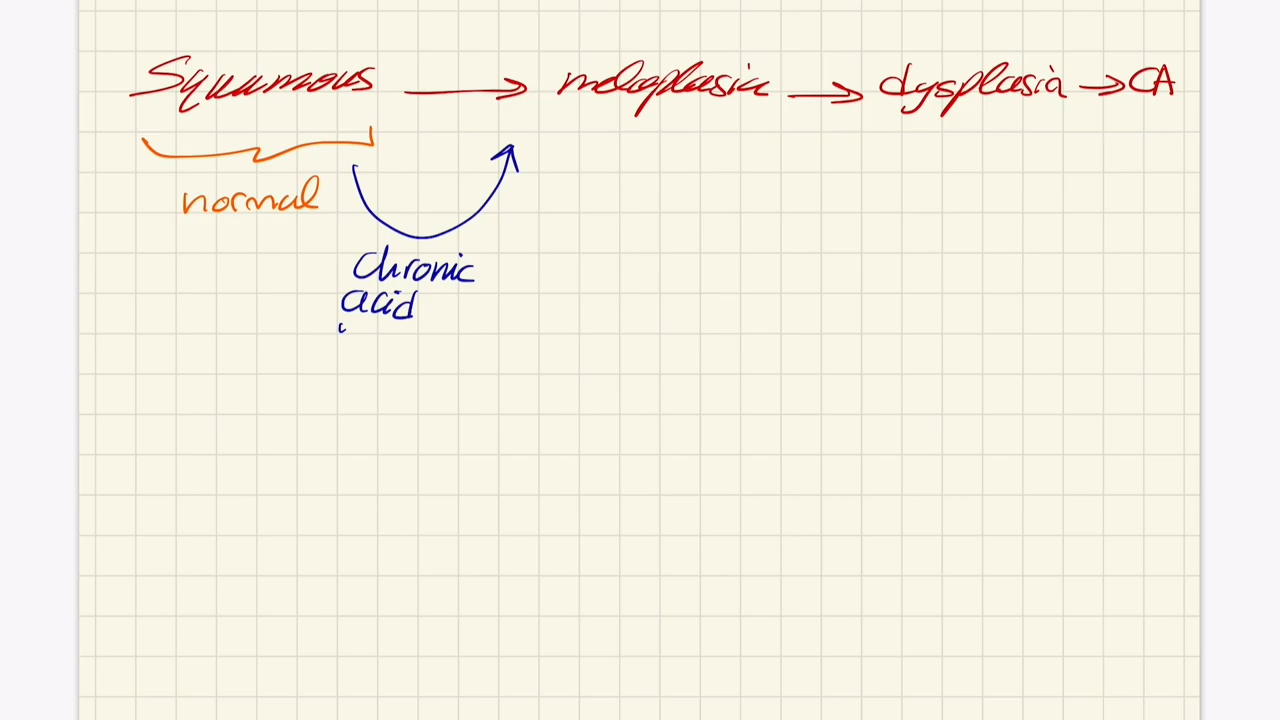 Squamous → metaplasia → dysplasia → CA
normal
Chronic
acid